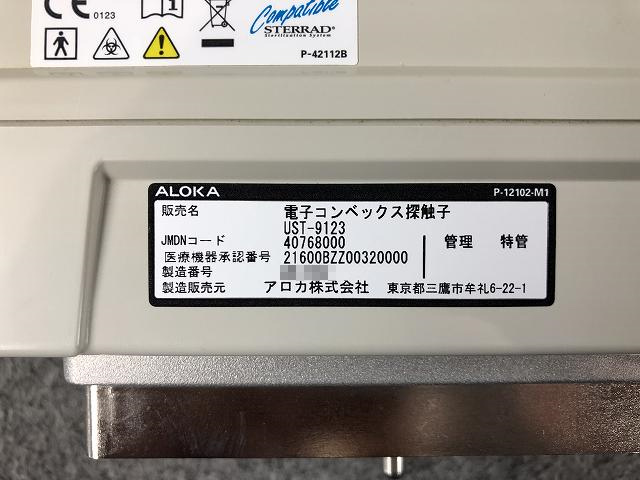 0123
Compatible
STERRAD®
Sterilization System
P-42112B
ALOKA P-12102-M1
販売名 電子コンベックス探触子
UST-9123
JMDNコード 40768000 管理 特管
医療機器承認番号 21600BZZ00320000
製造番号
製造販売元 アロカ株式会社 東京都三鷹市牟礼6-22-1